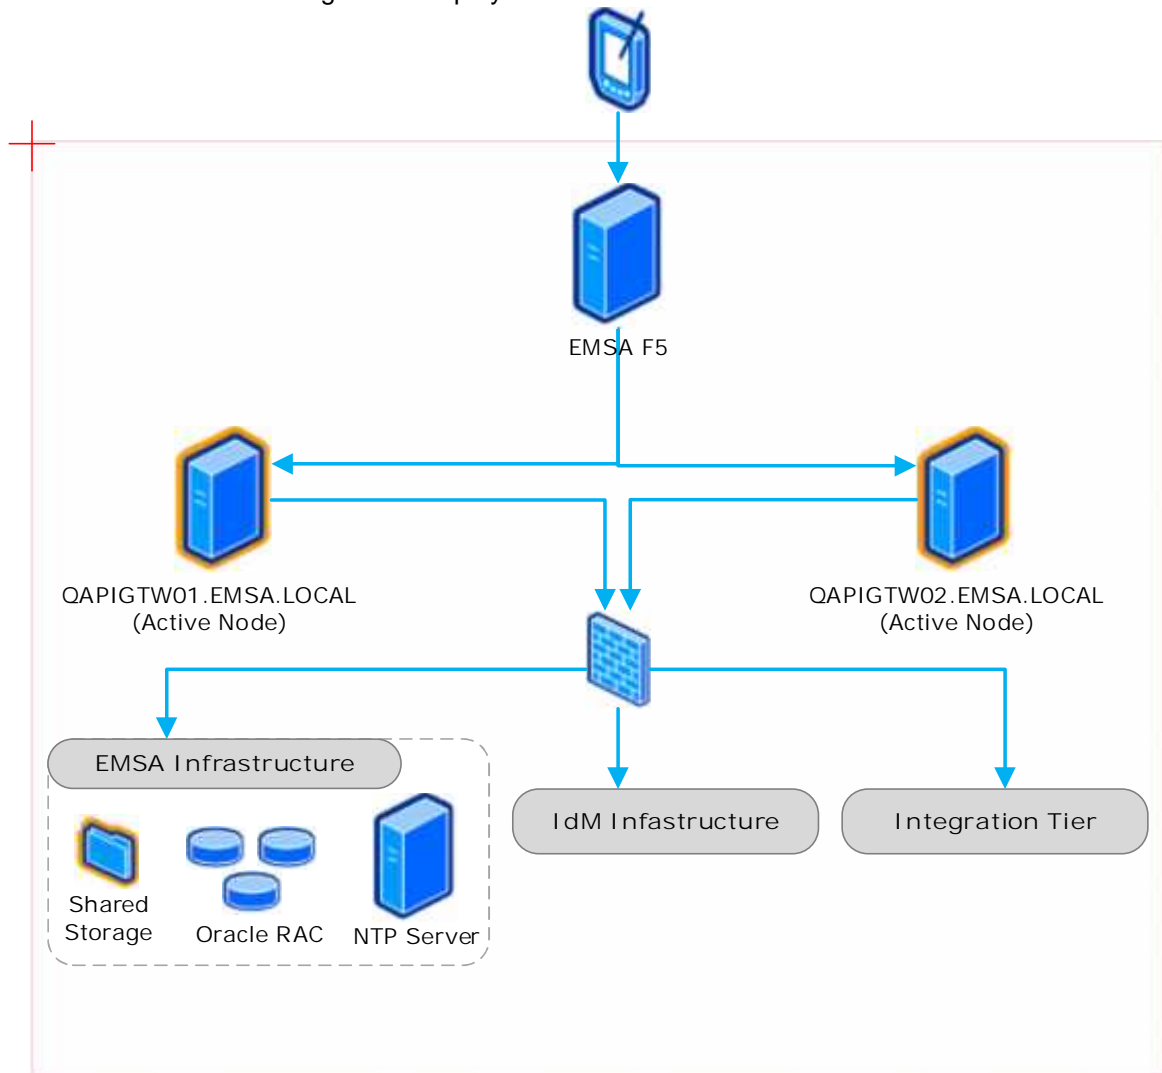 EMSA F5
QAPIGTW01.EMSA.LOCAL
(Active Node)
QAPIGTW02.EMSA.LOCAL
(Active Node)
EMSA Infrastructure
IdM Infastructure
Integration Tier
Shared
Storage
Oracle RAC
NTP Server